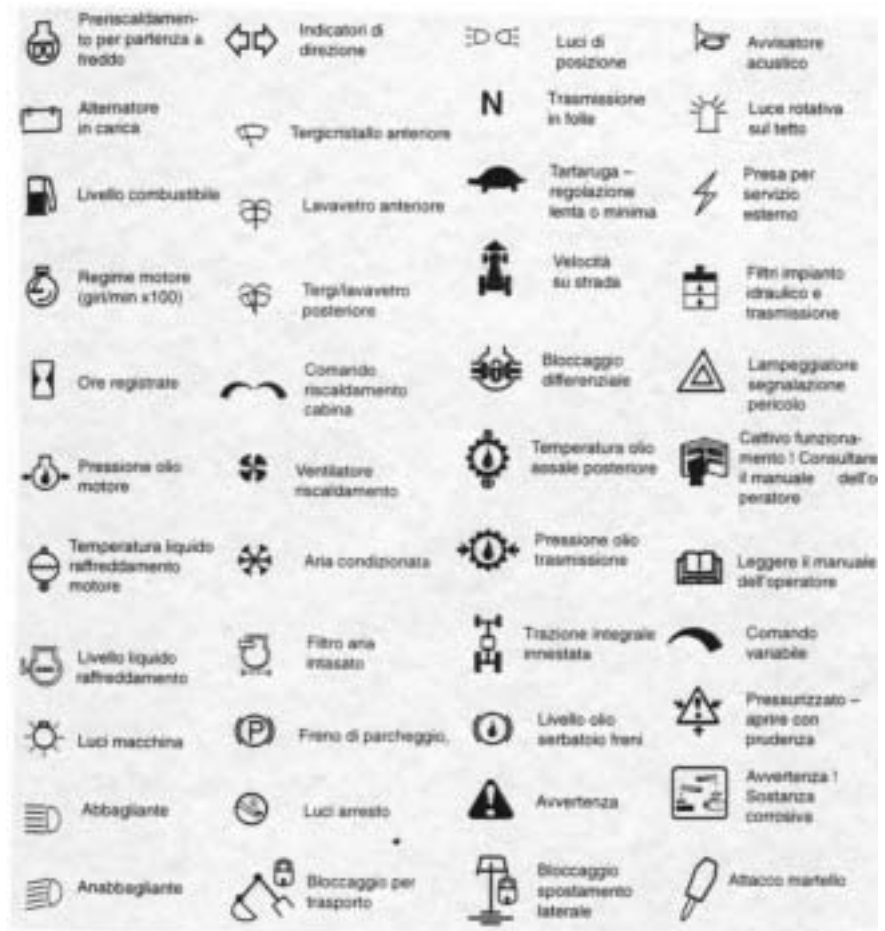 Preriscaldamen-
to per partenza a
freddo
Indicatori di
direzione
Luci di
posizione
Avvisatore
acustico
Alternatore
in carica
Tergicristallo anteriore
N
Trasmissione
in folle
Luce rotativa
sul tetto
Livello combustibile
Lavavetro anteriore
Tartaruga –
regolazione
lenta o minima
Presa per
servizio
esterno
Regime motore
(giri/min x100)
Tergi/lavavetro
posteriore
Velocità
su strada
Filtri impianto
idraulico e
trasmissione
Ore registrate
Comando
riscaldamento
cabina
Bloccaggio
differenziale
Lampeggiatore
segnalazione
pericolo
Pressione olio
motore
Ventilatore
riscaldamento
Temperatura olio
assale posteriore
Cattivo funziona-
mento ! Consultare
il manuale dell'o-
peratore
Temperatura liquido
raffreddamento
motore
Aria condizionata
Pressione olio
trasmissione
Leggere il manuale
dell'operatore
Livello liquido
raffreddamento
Filtro aria
intasato
Trazione integrale
innestata
Comando
variabile
Luci macchina
P
Freno di parcheggio,
Livello olio
serbatoio freni
Pressurizzato –
aprire con
prudenza
Abbagliante
Luci arresto
Avvertenza
Avvertenza !
Sostanza
corrosiva
Anabbagliante
Bloccaggio per
trasporto
Bloccaggio
spostamento
laterale
Attacco martello